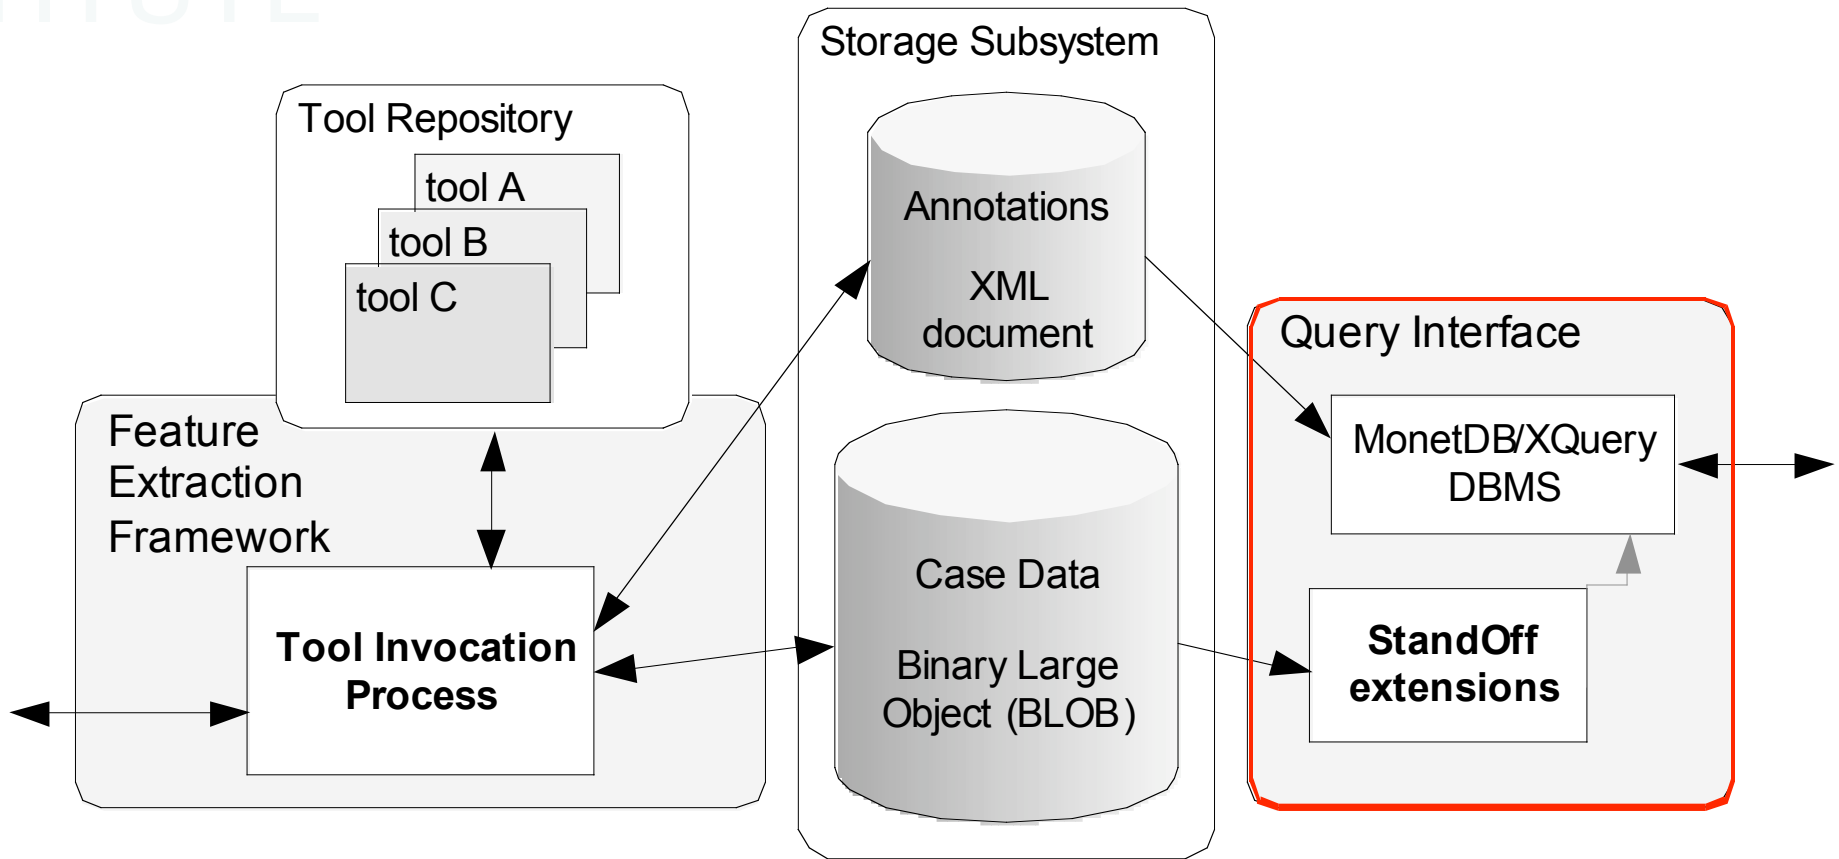 Storage Subsystem
Tool Repository
tool A
tool B
tool C
Annotations
XML
document
Query Interface
MonetDB/XQuery
DBMS
Feature
Extraction
Framework
Tool Invocation
Process
Case Data
Binary Large
Object (BLOB)
StandOff
extensions